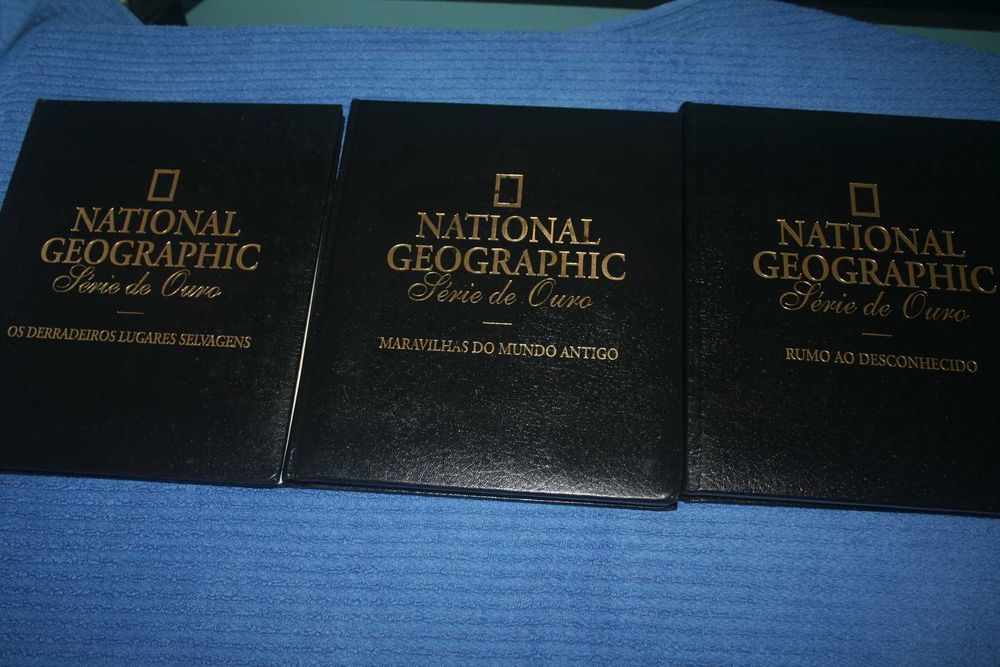 NATIONAL
GEOGRAPHIC
Série de Ouro
OS DERRADEIROS LUGARES SELVAGENS
NATIONAL
GEOGRAPHIC
Série de Ouro
MARAVILHAS DO MUNDO ANTIGO
NATIONAL
GEOGRAPHIC
Série de Ouro
RUMO AO DESCONHECIDO